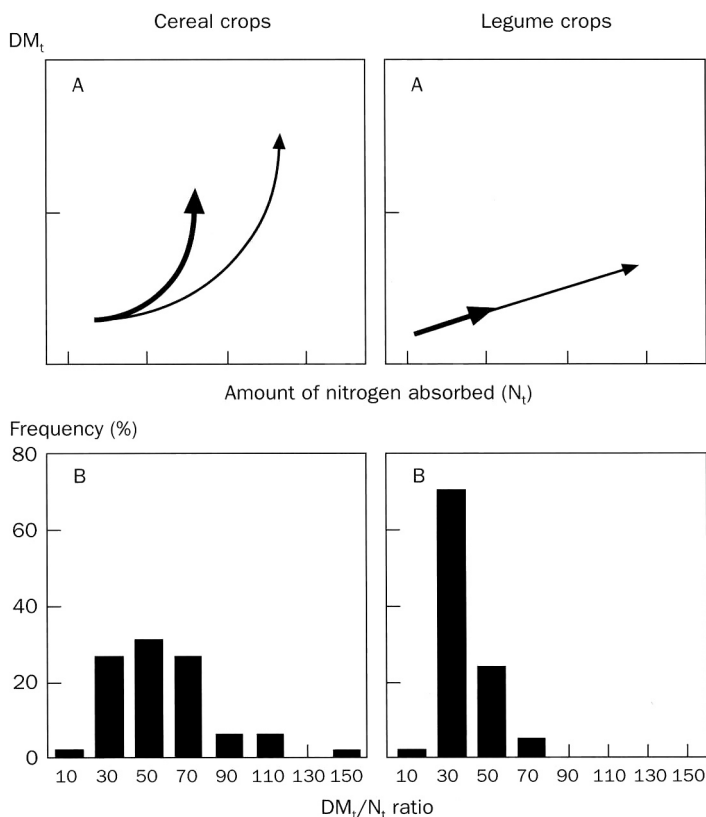 Cereal crops Legume crops
DMₜ
A A
Amount of nitrogen absorbed (Nₜ)
Frequency (%)
80
B B
60
40
20
0
10 30 50 70 90 110 130 150 10 30 50 70 90 110 130 150
DMₜ/Nₜ ratio